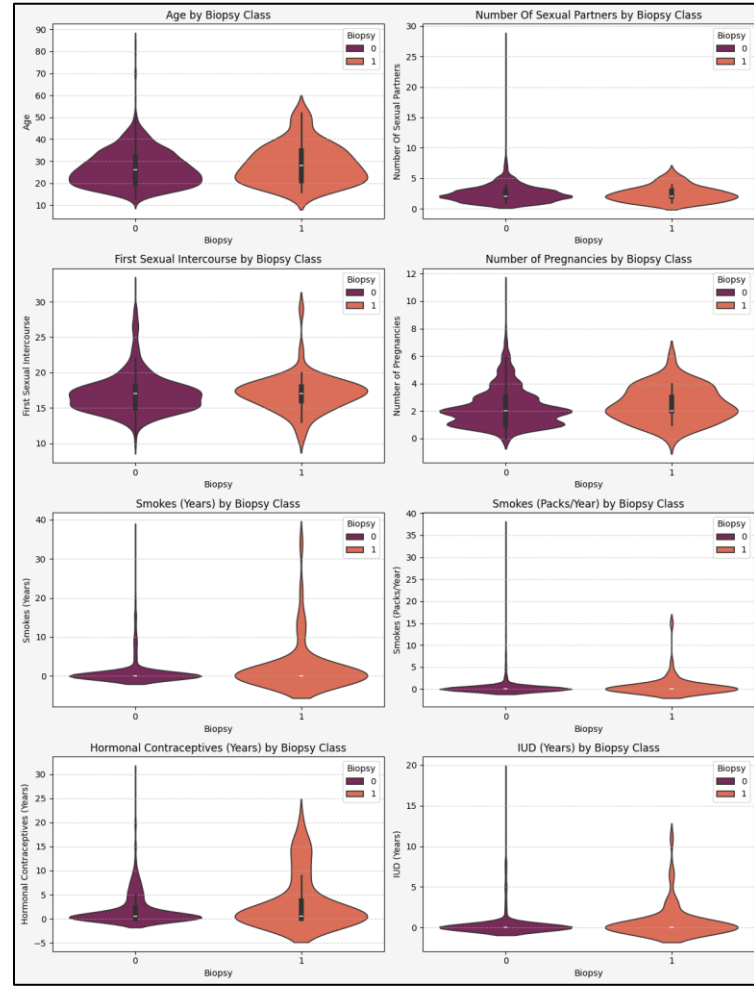 Age by Biopsy Class
Biopsy
0
1
90
80
70
60
50
40
30
20
10
Age
0
1
Biopsy
Number Of Sexual Partners by Biopsy Class
Biopsy
0
1
30
25
20
15
10
5
0
Number Of Sexual Partners
0
1
Biopsy
First Sexual Intercourse by Biopsy Class
Biopsy
0
1
30
25
20
15
10
First Sexual Intercourse
0
1
Biopsy
Number of Pregnancies by Biopsy Class
Biopsy
0
1
12
10
8
6
4
2
0
Number of Pregnancies
0
1
Biopsy
Smokes (Years) by Biopsy Class
Biopsy
0
1
40
30
20
10
0
Smokes (Years)
0
1
Biopsy
Smokes (Packs/Year) by Biopsy Class
Biopsy
0
1
40
35
30
25
20
15
10
5
0
Smokes (Packs/Year)
0
1
Biopsy
Hormonal Contraceptives (Years) by Biopsy Class
Biopsy
0
1
30
25
20
15
10
5
0
−5
Hormonal Contraceptives (Years)
0
1
Biopsy
IUD (Years) by Biopsy Class
Biopsy
0
1
20
15
10
5
0
IUD (Years)
0
1
Biopsy